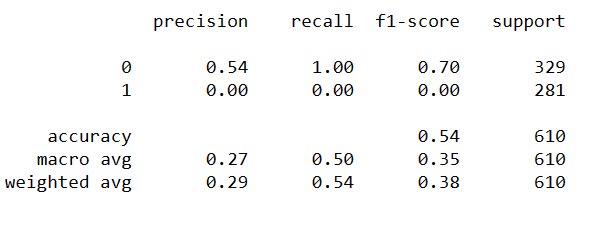 precision recall f1-score support
0 0.54 1.00 0.70 329
1 0.00 0.00 0.00 281
accuracy 0.54 610
macro avg 0.27 0.50 0.35 610
weighted avg 0.29 0.54 0.38 610